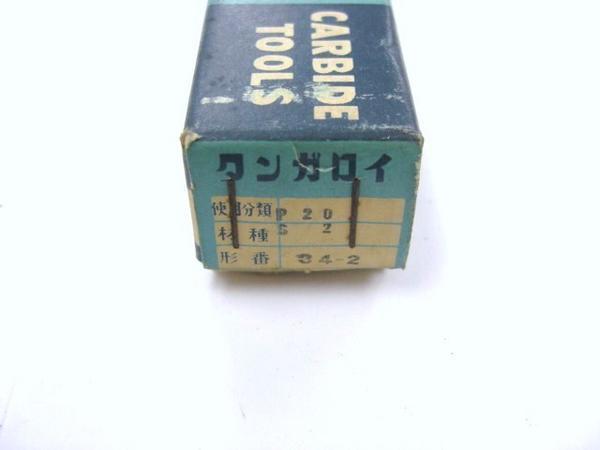 CARBIDE
TOOLS
タンガロイ
使用分類 P 20
材種 S 2
形番 34-2